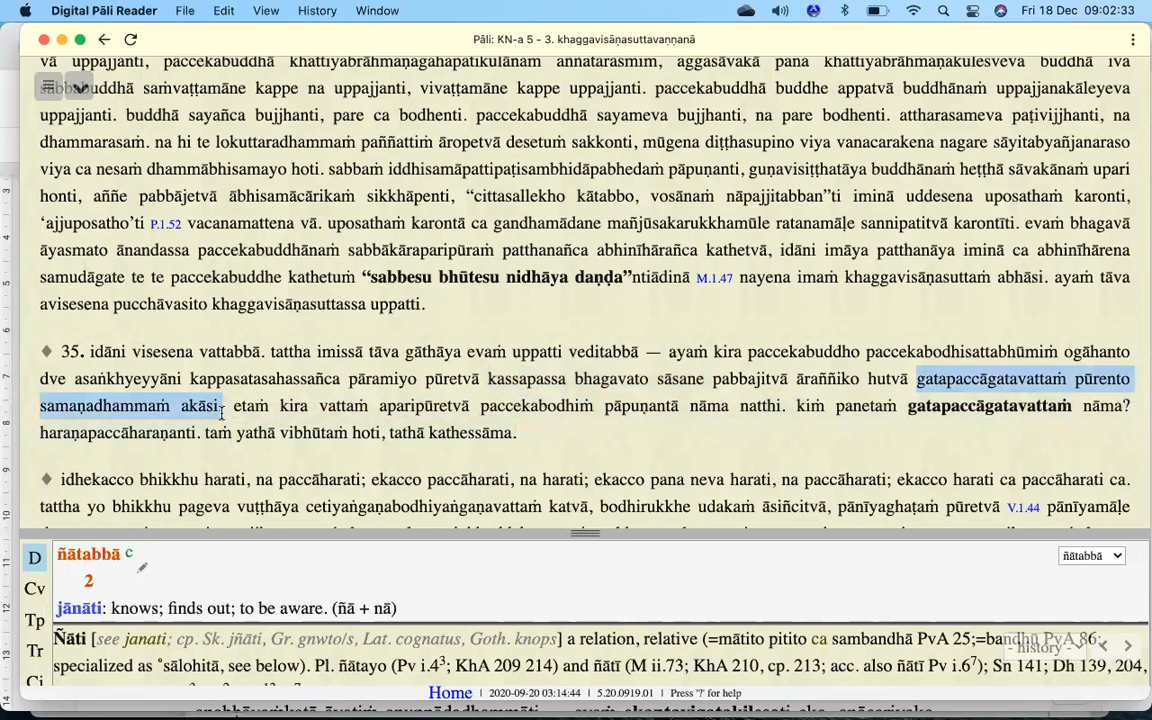 Digital Pāli Reader File Edit View History Window Fri 18 Dec 09:02:33
Pāli: KN-a 5 - 3. khaggavisāṇasuttavaṇṇanā
vā uppajjanti, paccekabuddhā khattiyabrāhmaṇagahapatikulānaṁ aññatarasmiṁ, aggasāvakā pana khattiyabrāhmaṇakulesveva buddhā iva
sabbabuddhā saṁvaṭṭamāne kappe na uppajjanti, vivaṭṭamāne kappe uppajjanti. paccekabuddhā buddhe appatvā buddhānaṁ uppajjanakāleyeva
uppajjanti. buddhā sayañca bujjhanti, pare ca bodhenti. paccekabuddhā sayameva bujjhanti, na pare bodhenti. attharasameva paṭivijjhanti, na
dhammarasaṁ. na hi te lokuttaradhammaṁ paññattiṁ āropetvā desetuṁ sakkonti, mūgena diṭṭhasupino viya vanacarakena nagare sāyitabyañjanaraso
viya ca nesaṁ dhammābhisamayo hoti. sabbaṁ iddhisamāpattipaṭisambhidāpabhedaṁ pāpuṇanti, guṇavisiṭṭhatāya buddhānaṁ heṭṭhā sāvakānaṁ upari
honti, aññe pabbājetvā ābhisamācārikaṁ sikkhāpenti, “cittasallekho kātabbo, vosānaṁ nāpajjitabban”ti iminā uddesena uposathaṁ karonti,
‘ajjuposatho’ti P.1.52 vacanamattena vā. uposathaṁ karontā ca gandhamādane mañjūsakarukkhamūle ratanamāḷe sannipatitvā karontīti. evaṁ bhagavā
āyasmato ānandassa paccekabuddhānaṁ sabbākāraparipūraṁ patthanañca abhinīhārañca kathetvā, idāni imāya patthanāya iminā ca abhinīhārena
samudāgate te te paccekabuddhe kathetuṁ “sabbesu bhūtesu nidhāya daṇḍa”ntiādinā M.1.47 nayena imaṁ khaggavisāṇasuttaṁ abhāsi. ayaṁ tāva
avisesena pucchāvasito khaggavisāṇasuttassa uppatti.
♦ 35. idāni visesena vattabbā. tattha imissā tāva gāthāya evaṁ uppatti veditabbā — ayaṁ kira paccekabuddho paccekabodhisattabhūmiṁ ogāhanto
dve asaṅkhyeyyāni kappasatasahassañca pāramiyo pūretvā kassapassa bhagavato sāsane pabbajitvā āraññiko hutvā gatapaccāgatavattaṁ pūrento
samaṇadhammaṁ akāsi. etaṁ kira vattaṁ aparipūretvā paccekabodhiṁ pāpuṇantā nāma natthi. kiṁ panetaṁ gatapaccāgatavattaṁ nāma?
haraṇapaccāharaṇanti. taṁ yathā vibhūtaṁ hoti, tathā kathessāma.
♦ idhekacco bhikkhu harati, na paccāharati; ekacco paccāharati, na harati; ekacco pana neva harati, na paccāharati; ekacco harati ca paccāharati ca.
tattha yo bhikkhu pageva vuṭṭhāya cetiyaṅgaṇabodhiyaṅgaṇavattaṁ katvā, bodhirukkhe udakaṁ āsiñcitvā, pānīyaghaṭaṁ pūretvā V.1.44 pānīyamāḷe
D ñātabbā c ñātabbā
2
Cv jānāti: knows; finds out; to be aware. (ñā + nā)
Tp Ñāti [see janati; cp. Sk. jñāti, Gr. gnwto/s, Lat. cognatus, Goth. knops] a relation, relative (=mātito pitito ca sambandhā PvA 25;=bandhū PvA 86;
- history -
Tr specialized as °sālohitā, see below). Pl. ñātayo (Pv i.4³; KhA 209 214) and ñātī (M ii.73; KhA 210, cp. 213; acc. also ñātī Pv i.6⁷); Sn 141; Dh 139, 204,
Home | 2020-09-20 03:14:44 | 5.20.0919.01 | Press '?' for help